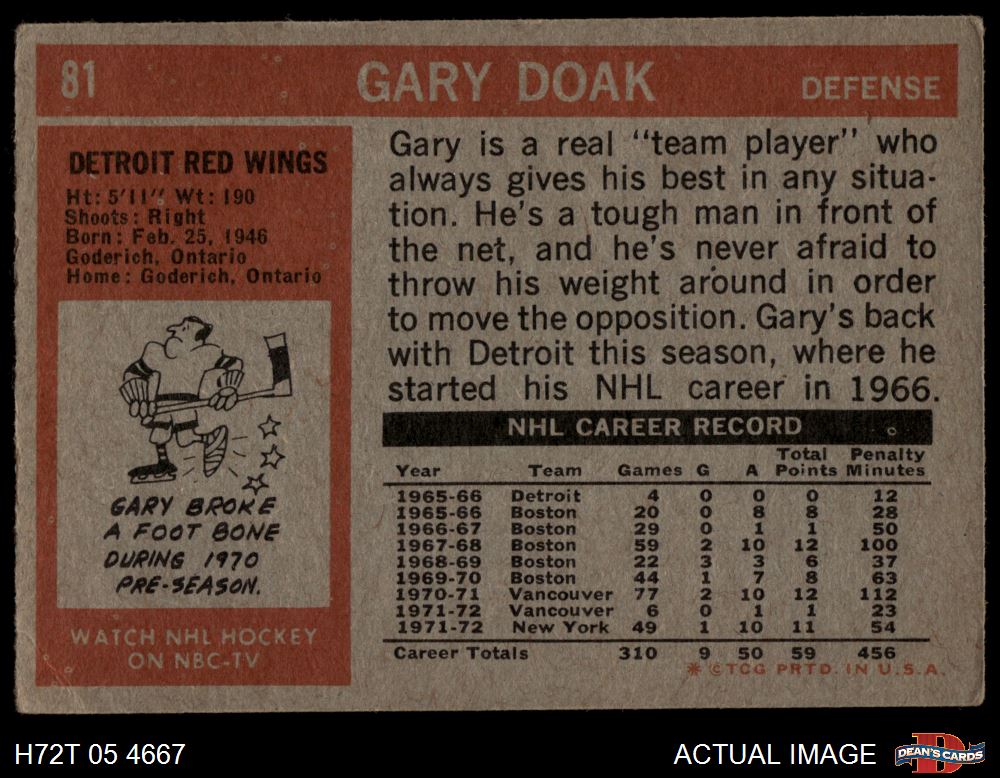 81 GARY DOAK DEFENSE
DETROIT RED WINGS
Ht: 5'11" Wt: 190
Shoots: Right
Born: Feb. 25, 1946
Goderich, Ontario
Home: Goderich, Ontario
GARY BROKE
A FOOT BONE
DURING 1970
PRE-SEASON.
WATCH NHL HOCKEY
ON NBC-TV
Gary is a real "team player" who
always gives his best in any situa-
tion. He's a tough man in front of
the net, and he's never afraid to
throw his weight around in order
to move the opposition. Gary's back
with Detroit this season, where he
started his NHL career in 1966.
NHL CAREER RECORD
Year Team Games G A Total Points Penalty Minutes
1965-66 Detroit 4 0 0 0 12
1965-66 Boston 20 0 8 8 28
1966-67 Boston 29 0 1 1 50
1967-68 Boston 59 2 10 12 100
1968-69 Boston 22 3 3 6 37
1969-70 Boston 44 1 7 8 63
1970-71 Vancouver 77 2 10 12 112
1971-72 Vancouver 6 0 1 1 23
1971-72 New York 49 1 10 11 54
Career Totals 310 9 50 59 456
* © TCG PRTD. IN U.S.A.
H72T 05 4667
ACTUAL IMAGE
DEAN'S CARDS